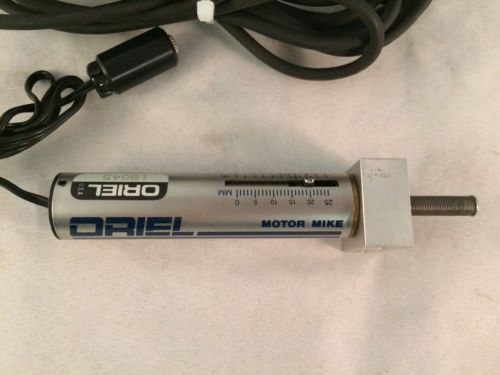 ORIEL
18045
U.S.A.
MM 0 5 10 15 20 25
ORIEL
MOTOR MIKE